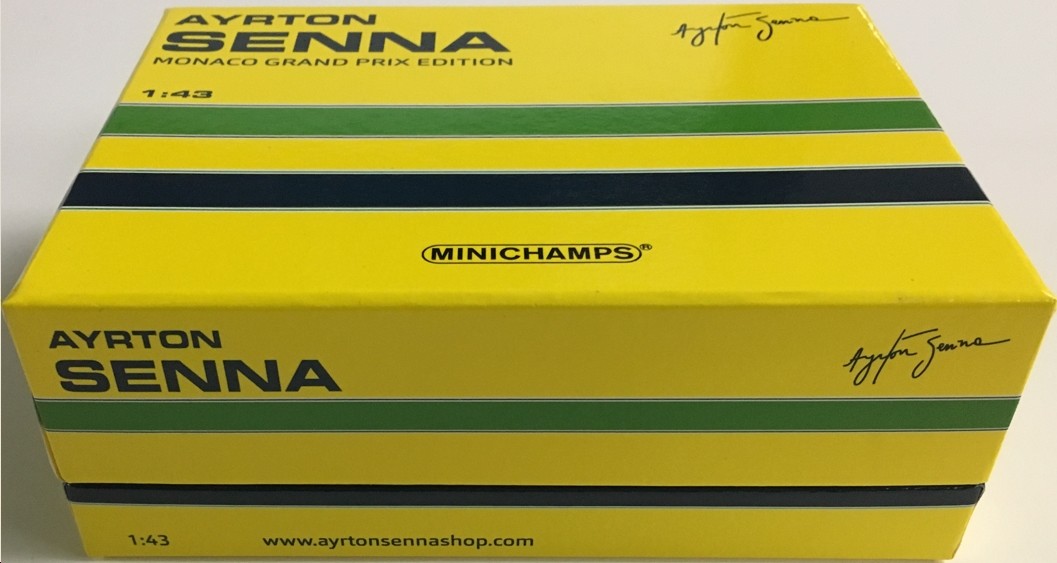 AYRTON
SENNA
MONACO GRAND PRIX EDITION
1:43
Ayrton Senna
MINICHAMPS®
AYRTON
SENNA
Ayrton Senna
1:43
www.ayrtonsennashop.com